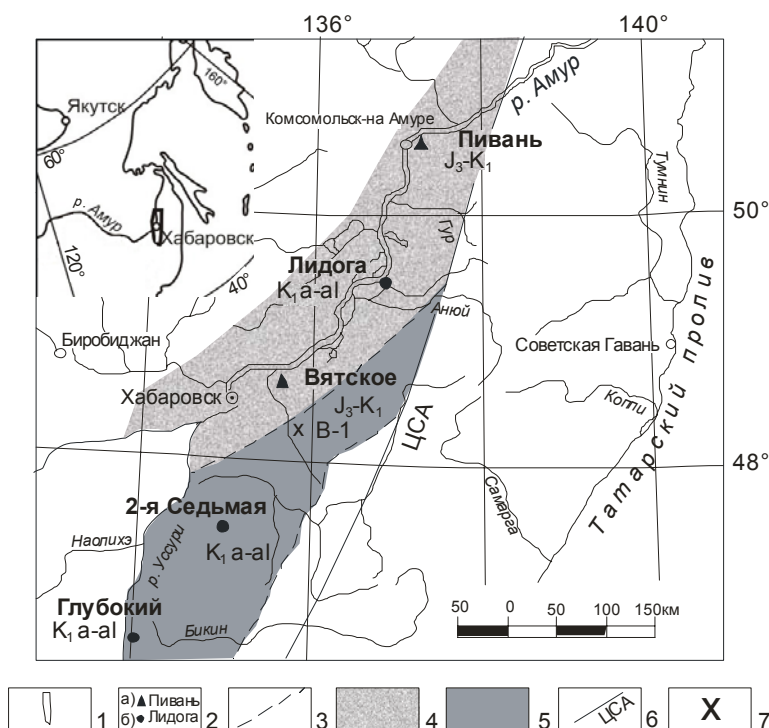 136°
140°
160°
Якутск
60°
р. Амур
Хабаровск
120°
40°
р. Амур
Комсомольск-на Амуре
Пивань
J₃-K₁
Тумнин
50°
Гур
Лидога
K₁a-al
Анюй
Биробиджан
Советская Гавань
Татарский пролив
Вятское
Хабаровск
J₃-K₁
Коппи
ЦСА
x В-1
48°
Самарга
2-я Седьмая
Наолихэ
р. Уссури
K₁a-al
Глубокий
K₁a-al
Бикин
50 0 50 100 150км
1
а) Пивань
б) Лидога
2
3
4
5
ЦСА
6
X
7